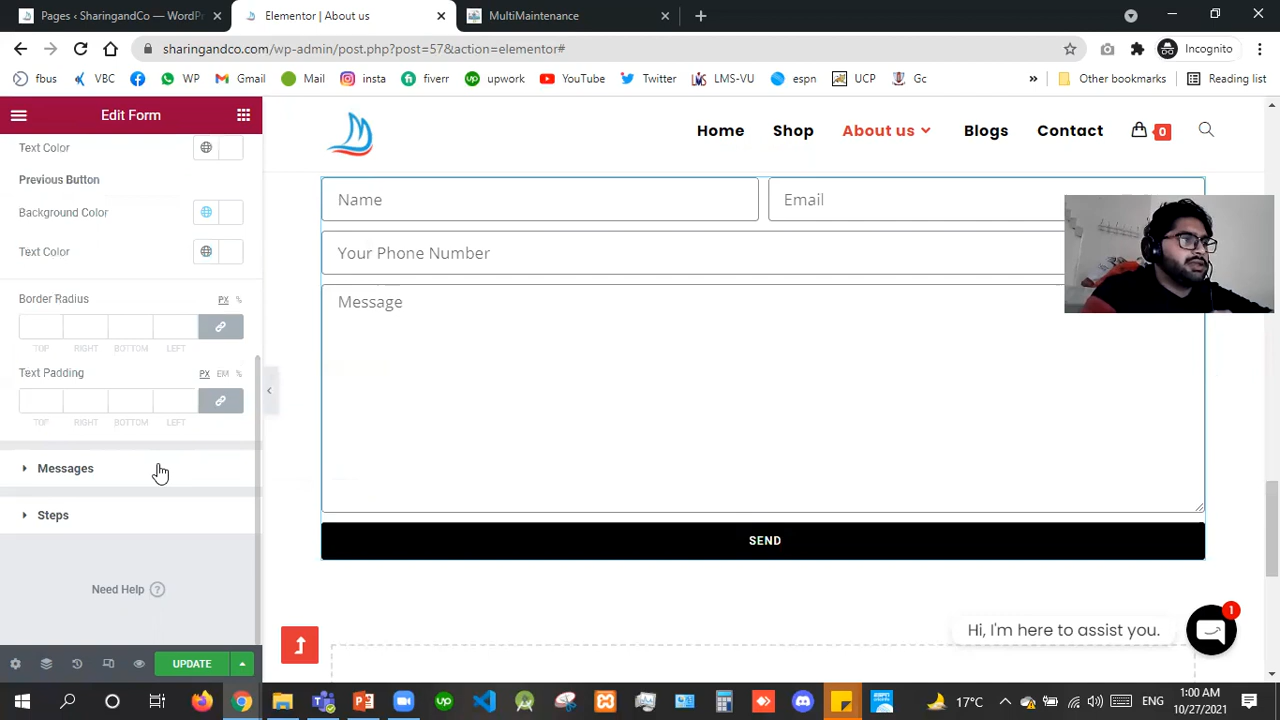 Pages ‹ SharingandCo — WordPr
Elementor | About us
MultiMaintenance
sharingandco.com/wp-admin/post.php?post=57&action=elementor#
Incognito
fbus
VBC
WP
Gmail
Mail
insta
fiverr
upwork
YouTube
Twitter
LMS-VU
espn
UCP
Gc
»
Other bookmarks
Reading list
Edit Form
Home
Shop
About us
Blogs
Contact
0
Text Color
Previous Button
Background Color
Text Color
Border Radius
PX %
TOP RIGHT BOTTOM LEFT
Text Padding
PX EM %
TOP RIGHT BOTTOM LEFT
Messages
Steps
Need Help ?
UPDATE
Name
Email
Your Phone Number
Message
SEND
1
Hi, I'm here to assist you.
17°C
ENG
1:00 AM
10/27/2021